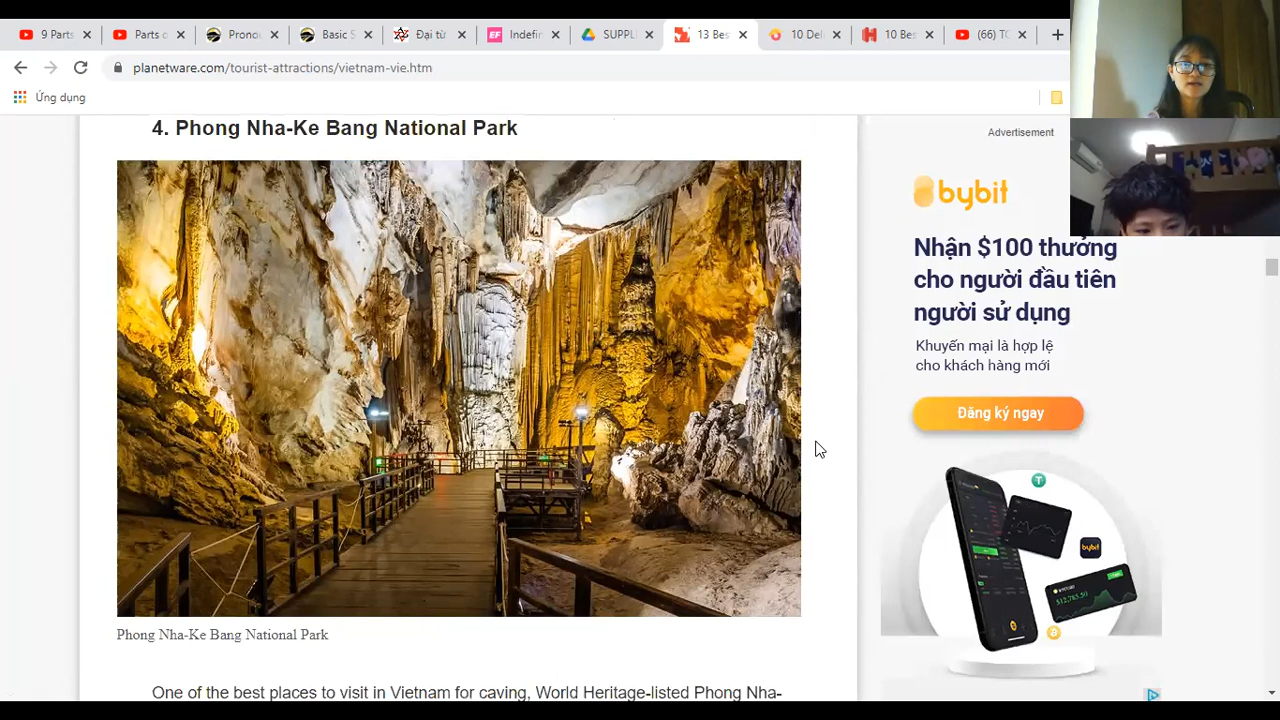 9 Parts
Parts o
Pronou
Basic S
Đại từ
EF
Indefin
SUPPL
13 Bes
10 Del
10 Bes
(66) TO
planetware.com/tourist-attractions/vietnam-vie.htm
Ứng dụng
4. Phong Nha-Ke Bang National Park
Advertisement
bybit
Nhận $100 thưởng
cho người đầu tiên
người sử dụng
Khuyến mại là hợp lệ
cho khách hàng mới
Đăng ký ngay
bybit
Phong Nha-Ke Bang National Park
One of the best places to visit in Vietnam for caving, World Heritage-listed Phong Nha-